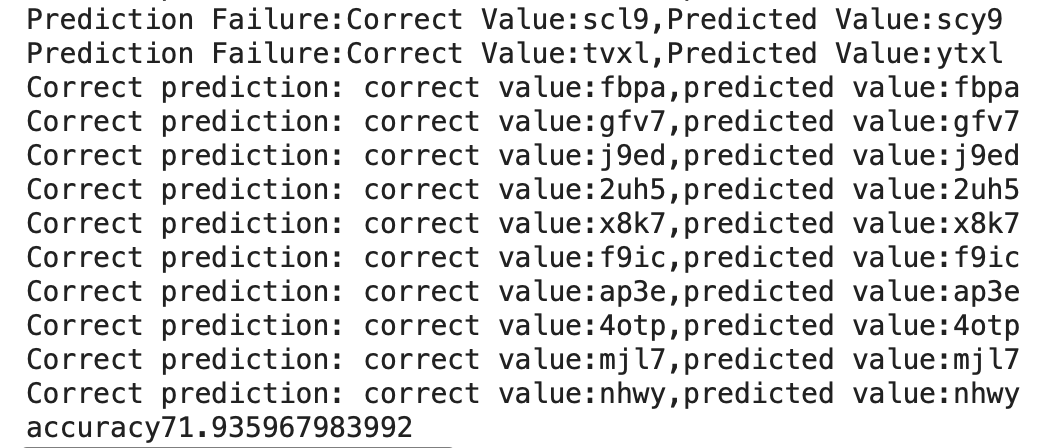 Prediction Failure:Correct Value:scl9,Predicted Value:scy9
Prediction Failure:Correct Value:tvxl,Predicted Value:ytxl
Correct prediction: correct value:fbpa,predicted value:fbpa
Correct prediction: correct value:gfv7,predicted value:gfv7
Correct prediction: correct value:j9ed,predicted value:j9ed
Correct prediction: correct value:2uh5,predicted value:2uh5
Correct prediction: correct value:x8k7,predicted value:x8k7
Correct prediction: correct value:f9ic,predicted value:f9ic
Correct prediction: correct value:ap3e,predicted value:ap3e
Correct prediction: correct value:4otp,predicted value:4otp
Correct prediction: correct value:mjl7,predicted value:mjl7
Correct prediction: correct value:nhwy,predicted value:nhwy
accuracy71.935967983992